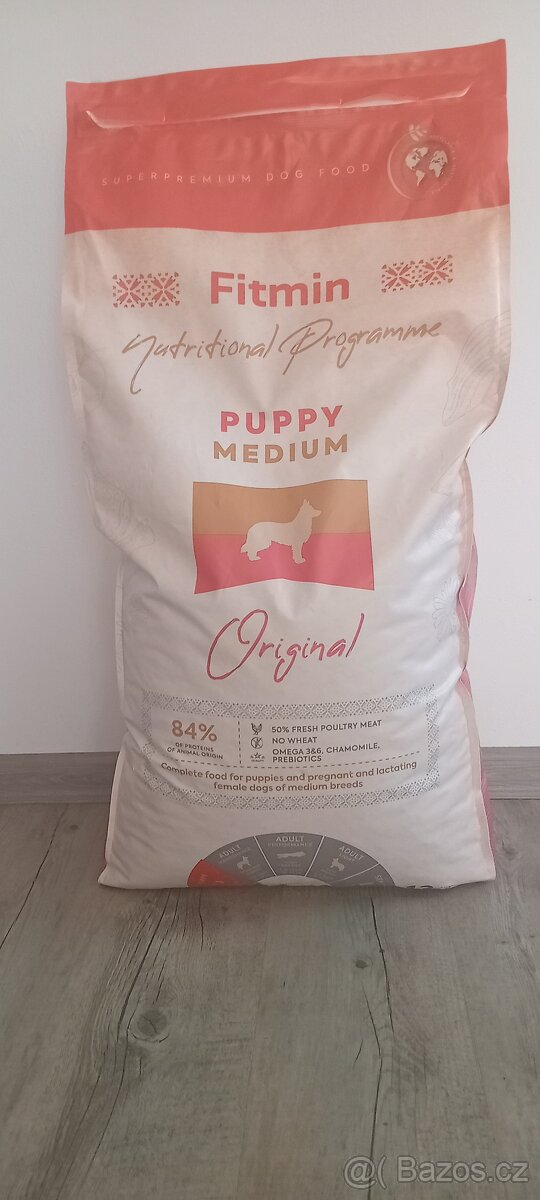 SUPERPREMIUM DOG FOOD
Fitmin
Nutritional Programme
PUPPY
MEDIUM
Original
84%
OF PROTEINS
OF ANIMAL ORIGIN
50% FRESH POULTRY MEAT
NO WHEAT
OMEGA 3&6, CHAMOMILE,
PREBIOTICS
Complete food for puppies and pregnant and lactating
female dogs of medium breeds
ADULT
ADULT
PERFORMANCE
ADULT
@( Bazos.cz